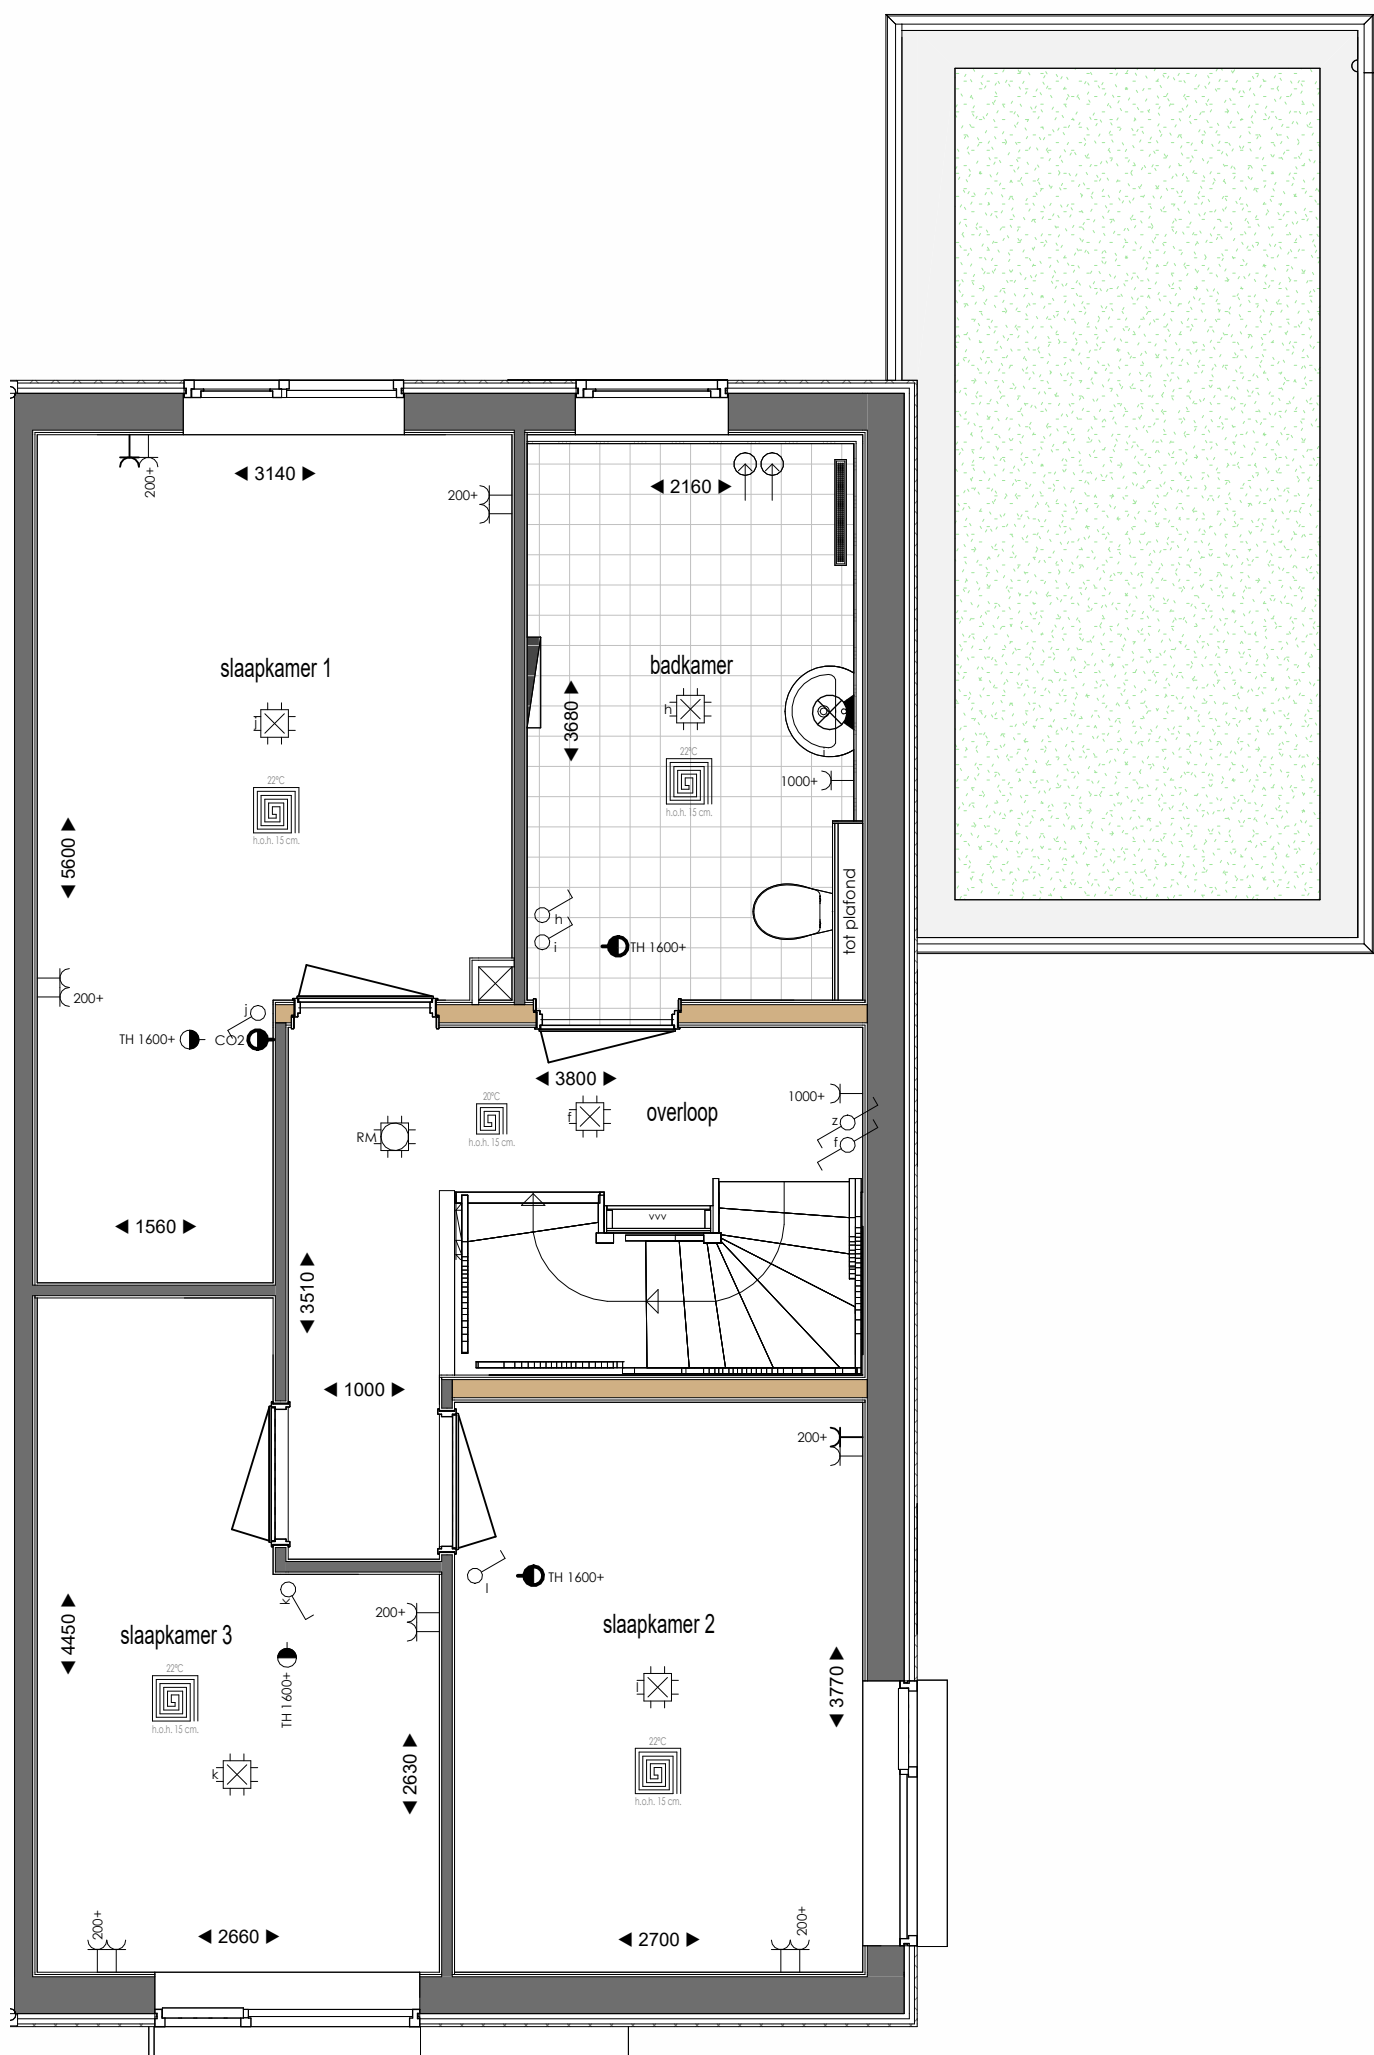 200+
◄ 3140 ►
200+
◄ 2160 ►
slaapkamer 1
j
badkamer
h
◄ 3680 ►
22°C
h.o.h. 15 cm.
22°C
h.o.h. 15 cm.
1000+
◄ 5600 ►
tot plafond
h
i
TH 1600+
200+
j
TH 1600+
CO2
◄ 3800 ►
1000+
20°C
h.o.h. 15 cm.
f
overloop
z
f
RM
◄ 1560 ►
vvv
◄ 3510 ►
◄ 1000 ►
200+
l
TH 1600+
k
200+
◄ 4450 ►
slaapkamer 3
22°C
h.o.h. 15 cm.
TH 1600+
slaapkamer 2
l
◄ 3770 ►
22°C
h.o.h. 15 cm.
k
◄ 2630 ►
200+
◄ 2660 ►
◄ 2700 ►
200+